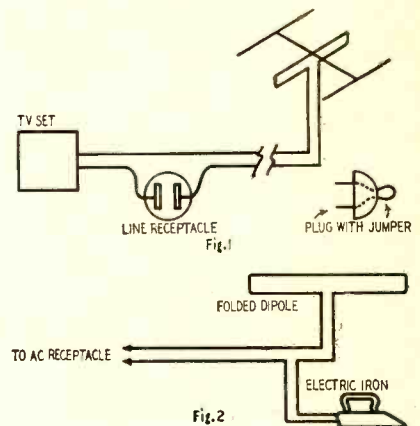 TV SET
LINE RECEPTACLE
PLUG WITH JUMPER
Fig.1
FOLDED DIPOLE
TO AC RECEPTACLE
ELECTRIC IRON
Fig.2